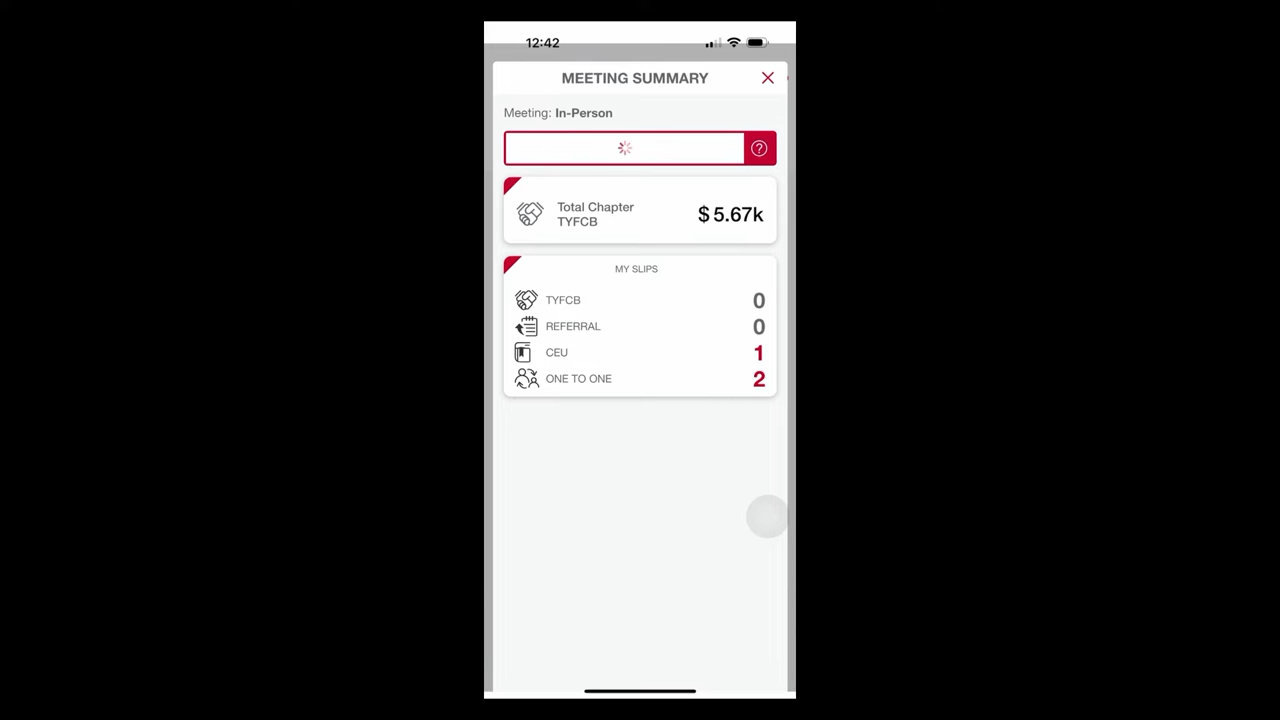 12:42
MEETING SUMMARY
Meeting: In-Person
Total Chapter
TYFCB
$ 5.67k
MY SLIPS
TYFCB 0
REFERRAL 0
CEU 1
ONE TO ONE 2